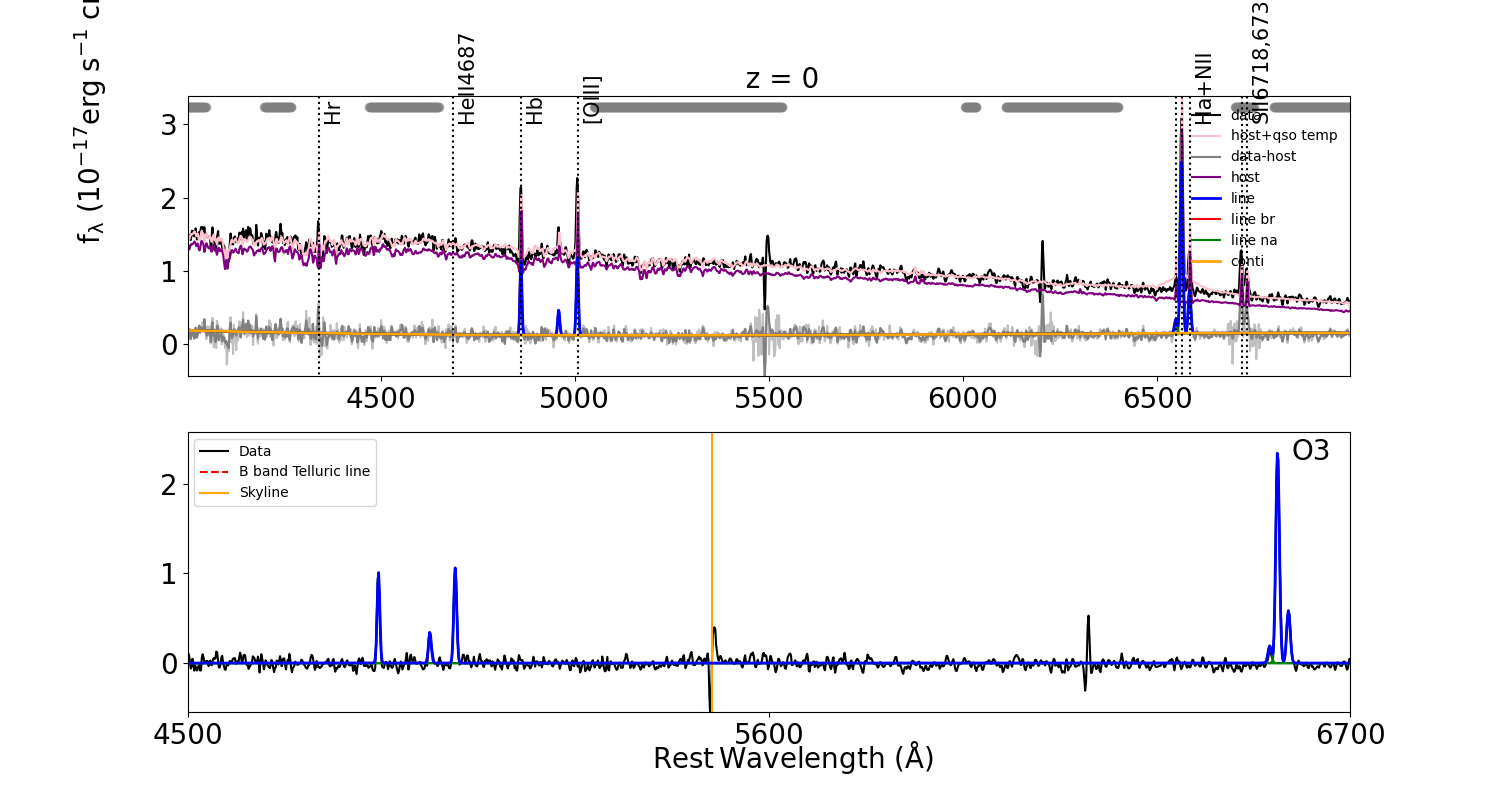 z = 0
f_λ (10^−17 erg s^−1
Hr
HeII4687
Hb
[OIII]
Ha+NII
SII6718,673
data
host+qso temp
data-host
host
line
line br
line na
conti
3
2
1
0
4500
5000
5500
6000
6500
Data
B band Telluric line
Skyline
O3
2
1
0
4500
5600
6700
Rest Wavelength (Å)